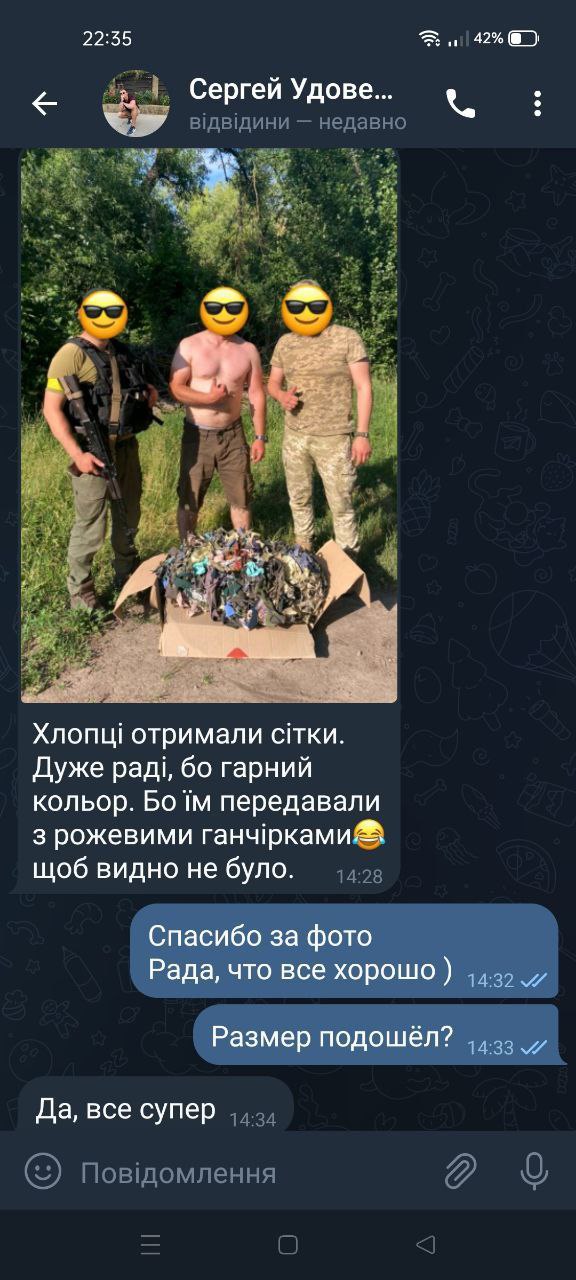 22:35
42%
Сергей Удове...
відвідини — недавно
Хлопці отримали сітки.
Дуже раді, бо гарний
кольор. Бо їм передавали
з рожевими ганчірками😂
щоб видно не було.
14:28
Спасибо за фото
Рада, что все хорошо )
14:32
Размер подошёл?
14:33
Да, все супер
14:34
Повідомлення